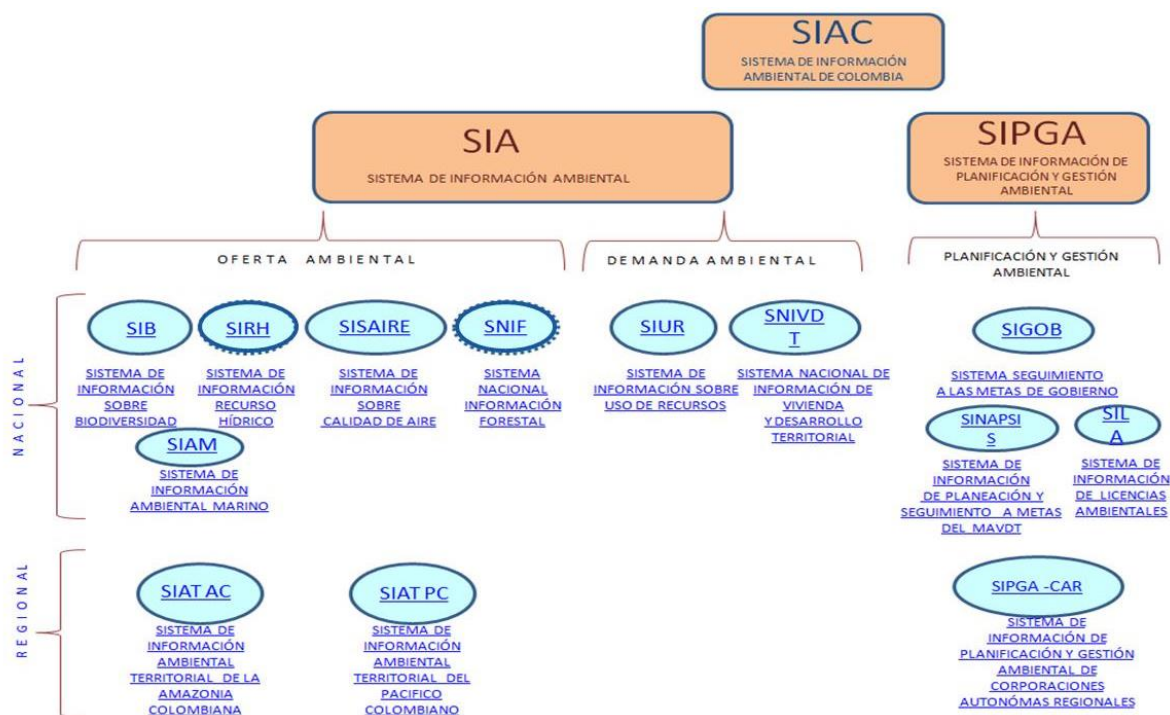 SIAC
SISTEMA DE INFORMACIÓN
AMBIENTAL DE COLOMBIA
SIA
SISTEMA DE INFORMACIÓN AMBIENTAL
SIPGA
SISTEMA DE INFORMACIÓN DE
PLANIFICACIÓN Y GESTIÓN
AMBIENTAL
OFERTA AMBIENTAL
DEMANDA AMBIENTAL
PLANIFICACIÓN Y GESTIÓN
AMBIENTAL
NACIONAL
SIB
SISTEMA DE
INFORMACIÓN
SOBRE
BIODIVERSIDAD
SIRH
SISTEMA DE
INFORMACIÓN
RECURSO
HÍDRICO
SISAIRE
SISTEMA DE
INFORMACIÓN
SOBRE
CALIDAD DE AIRE
SNIF
SISTEMA
NACIONAL
INFORMACIÓN
FORESTAL
SIUR
SISTEMA DE
INFORMACIÓN SOBRE
USO DE RECURSOS
SNIVD
T
SISTEMA NACIONAL DE
INFORMACIÓN DE
VIVIENDA
Y DESARROLLO
TERRITORIAL
SIGOB
SISTEMA SEGUIMIENTO
A LAS METAS DE GOBIERNO
SIAM
SISTEMA DE
INFORMACIÓN
AMBIENTAL MARINO
SINAPSI
S
SISTEMA DE
INFORMACIÓN
DE PLANEACIÓN Y
SEGUIMIENTO A METAS
DEL MAVDT
SIL
A
SISTEMA DE
INFORMACIÓN
DE LICENCIAS
AMBIENTALES
REGIONAL
SIAT AC
SISTEMA DE
INFORMACIÓN
AMBIENTAL
TERRITORIAL DE LA
AMAZONIA
COLOMBIANA
SIAT PC
SISTEMA DE
INFORMACIÓN
AMBIENTAL
TERRITORIAL DEL
PACIFICO
COLOMBIANO
SIPGA -CAR
SISTEMA DE
INFORMACIÓN DE
PLANIFICACIÓN Y GESTIÓN
AMBIENTAL DE
CORPORACIONES
AUTONÓMAS REGIONALES